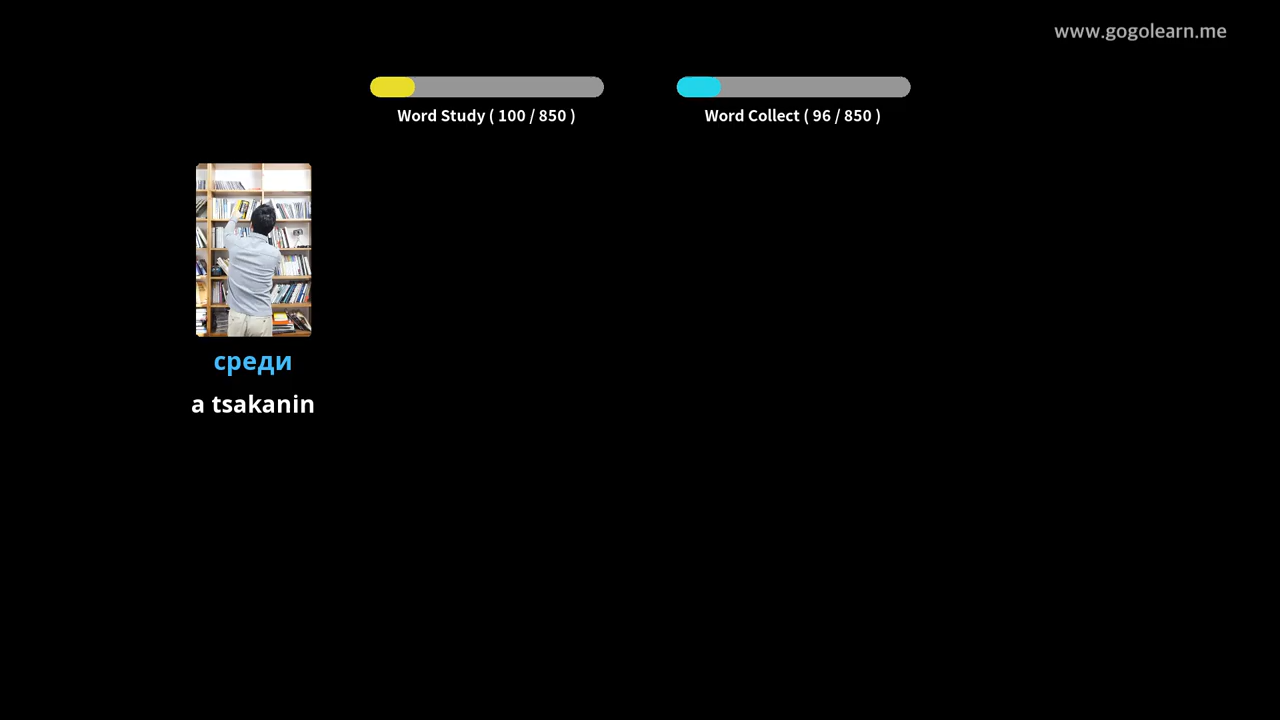 www.gogolearn.me
Word Study ( 100 / 850 )
Word Collect ( 96 / 850 )
среди
a tsakanin